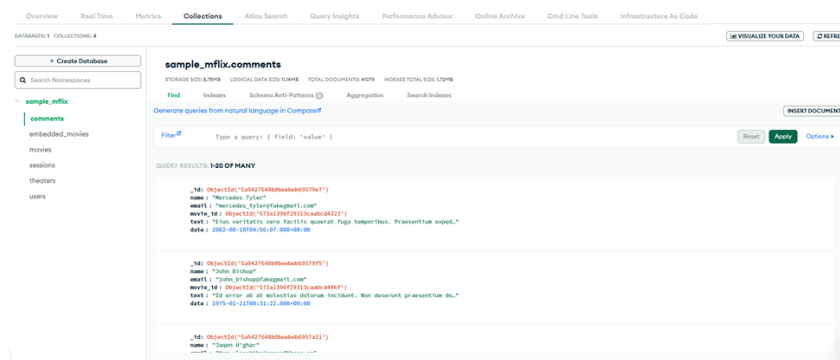 Overview Real Time Metrics Collections Atlas Search Query Insights Performance Advisor Online Archive Cmd Line Tools Infrastructure As Code
DATABASES: 1 COLLECTIONS: 6
VISUALIZE YOUR DATA REFRE
+ Create Database
Search Namespaces
sample_mflix
comments
embedded_movies
movies
sessions
theaters
users
sample_mflix.comments
STORAGE SIZE: 6.75MB LOGICAL DATA SIZE: 11.14MB TOTAL DOCUMENTS: 41079 INDEXES TOTAL SIZE: 1.72MB
Find Indexes Schema Anti-Patterns Aggregation Search Indexes
Generate queries from natural language in Compass
INSERT DOCUMENT
Filter Type a query: { field: 'value' } Reset Apply Options
QUERY RESULTS: 1-20 OF MANY
_id: ObjectId('5a9427648b0beebeb69579e7')
name : "Mercedes Tyler"
email : "mercedes_tyler@fakegmail.com"
movie_id : ObjectId('573a1390f29313caabcd4323')
text : "Eius veritatis vero facilis quaerat fuga temporibus. Praesentium exped…"
date : 2002-08-18T04:56:07.000+00:00
_id: ObjectId('5a9427648b0beebeb69579f5')
name : "John Bishop"
email : "john_bishop@fakegmail.com"
movie_id : ObjectId('573a1390f29313caabcd446f')
text : "Id error ab at molestias dolorum incidunt. Non deserunt praesentium do…"
date : 1975-01-21T08:31:22.000+00:00
_id: ObjectId('5a9427648b0beebeb6957a21')
name : "Jaqen H'ghar"